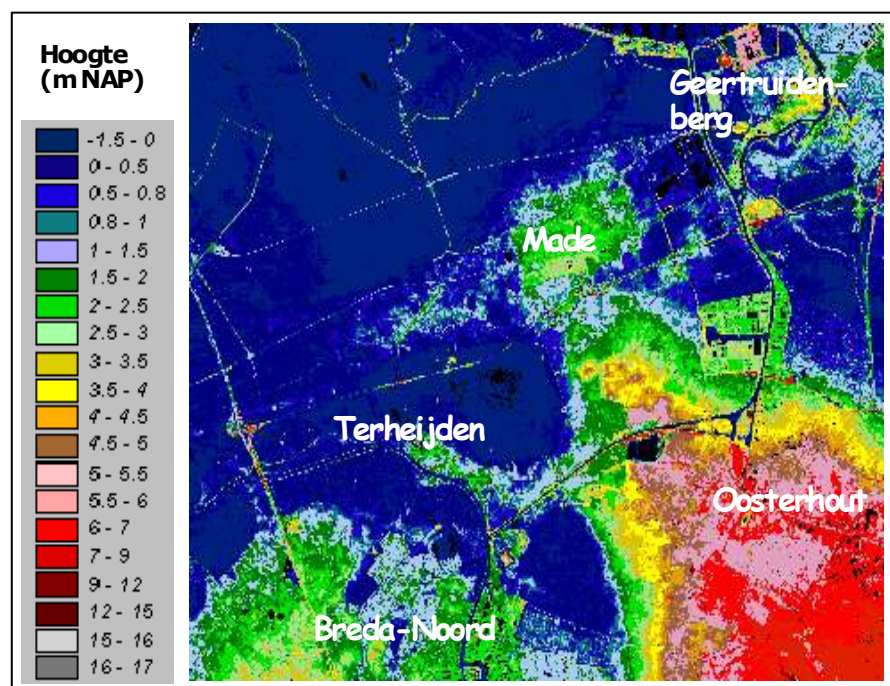 Hoogte
(m NAP)
-1.5 - 0
0 - 0.5
0.5 - 0.8
0.8 - 1
1 - 1.5
1.5 - 2
2 - 2.5
2.5 - 3
3 - 3.5
3.5 - 4
4 - 4.5
4.5 - 5
5 - 5.5
5.5 - 6
6 - 7
7 - 9
9 - 12
12 - 15
15 - 16
16 - 17
Geertruiden-
berg
Made
Terheijden
Oosterhout
Breda-Noord